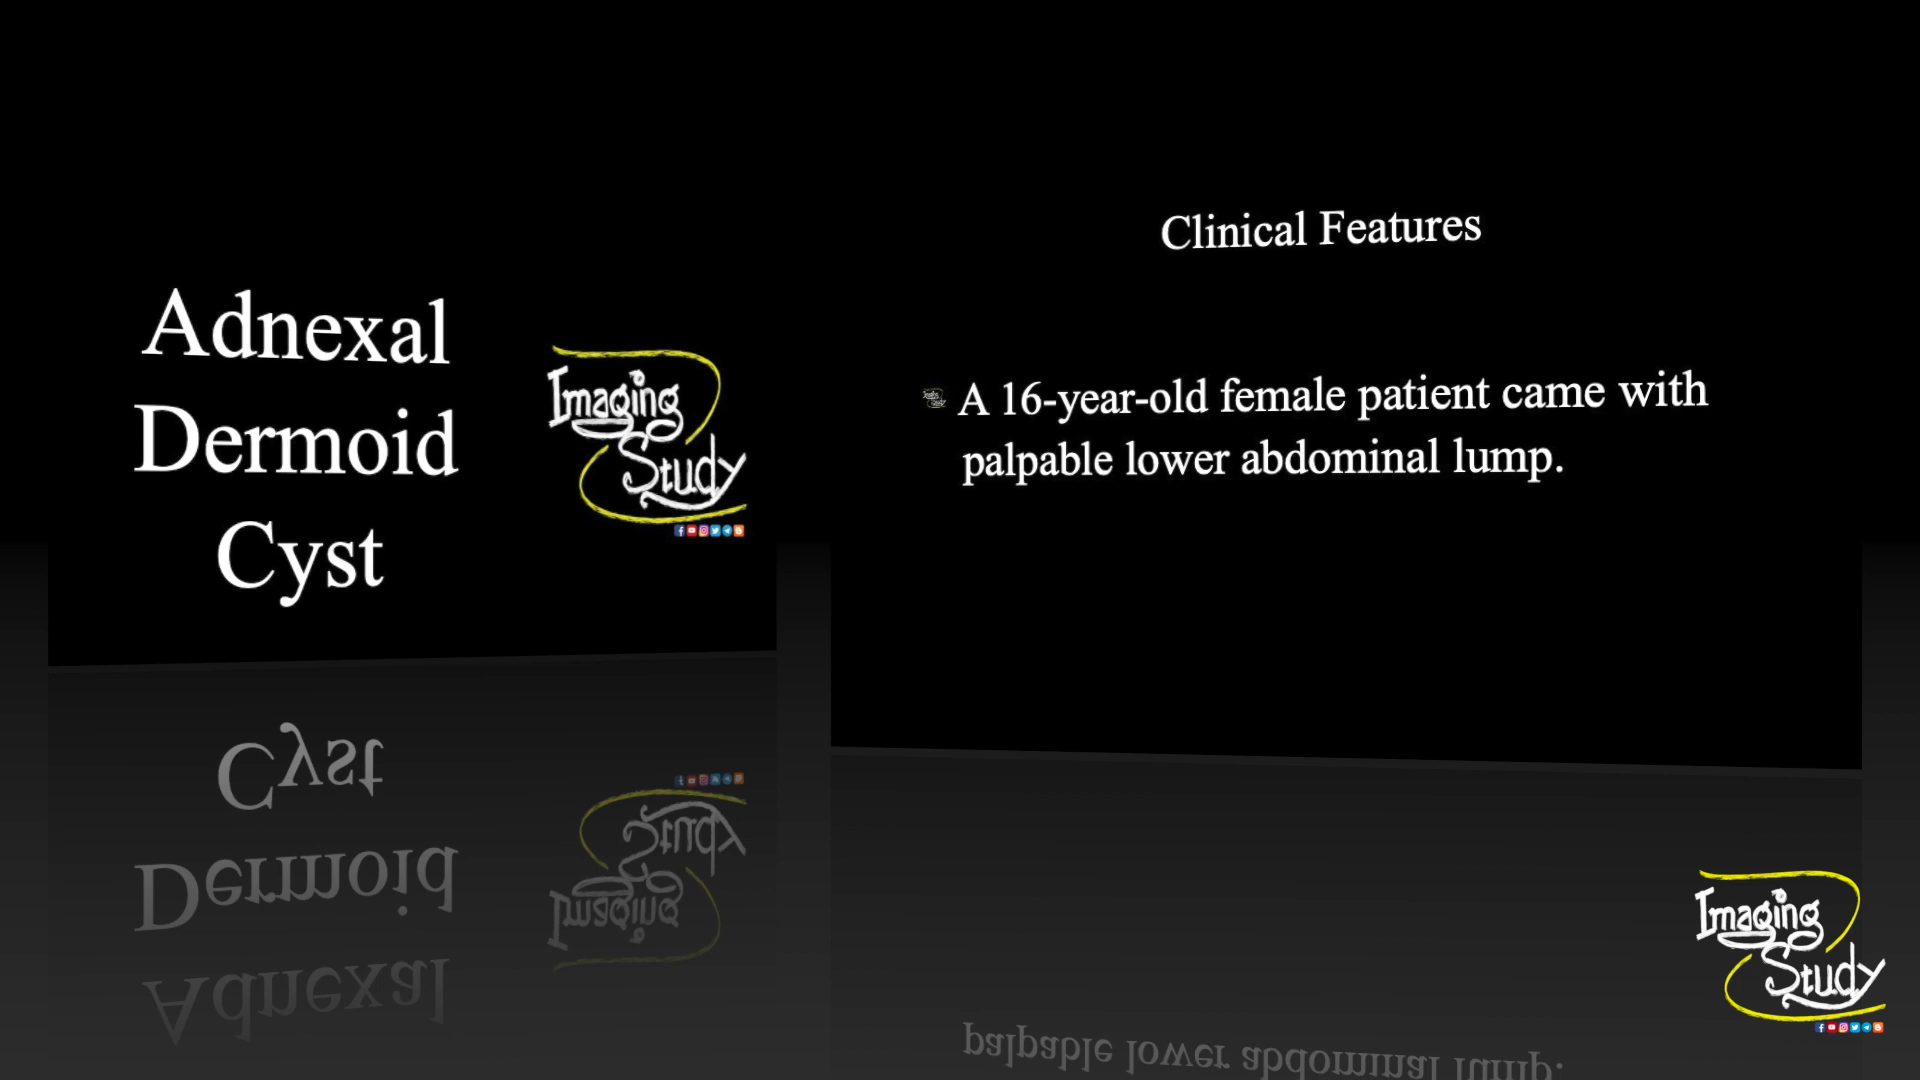 Adnexal
Dermoid
Cyst
Imaging
Study
Clinical Features
A 16-year-old female patient came with
palpable lower abdominal lump.
Imaging
Study